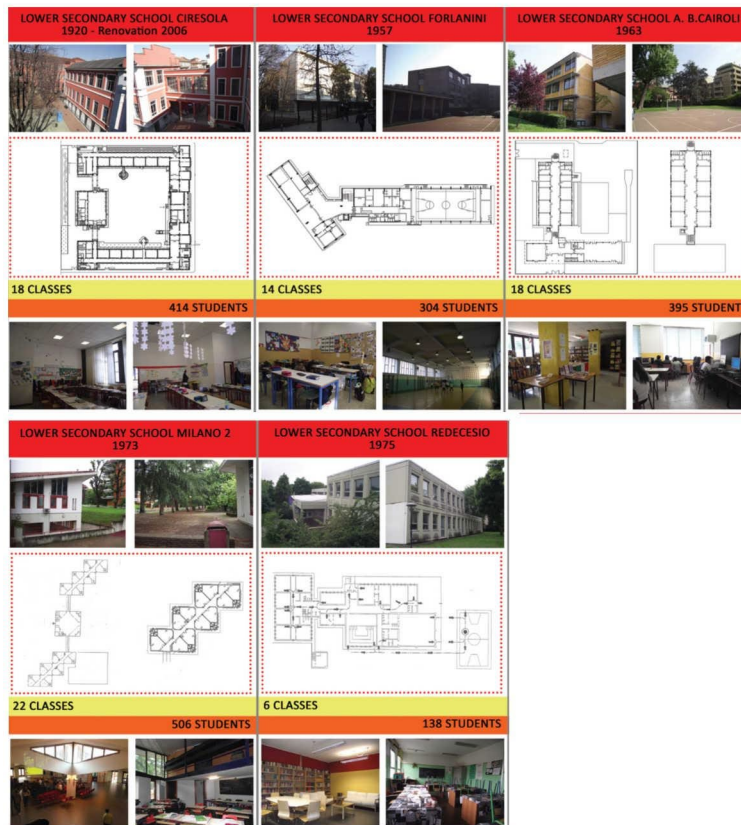 LOWER SECONDARY SCHOOL CIRESOLA
1920 - Renovation 2006
18 CLASSES
414 STUDENTS
LOWER SECONDARY SCHOOL FORLANINI
1957
14 CLASSES
304 STUDENTS
LOWER SECONDARY SCHOOL A. B.CAIROLI
1963
18 CLASSES
395 STUDENT
LOWER SECONDARY SCHOOL MILANO 2
1973
22 CLASSES
506 STUDENTS
LOWER SECONDARY SCHOOL REDECESIO
1975
6 CLASSES
138 STUDENTS